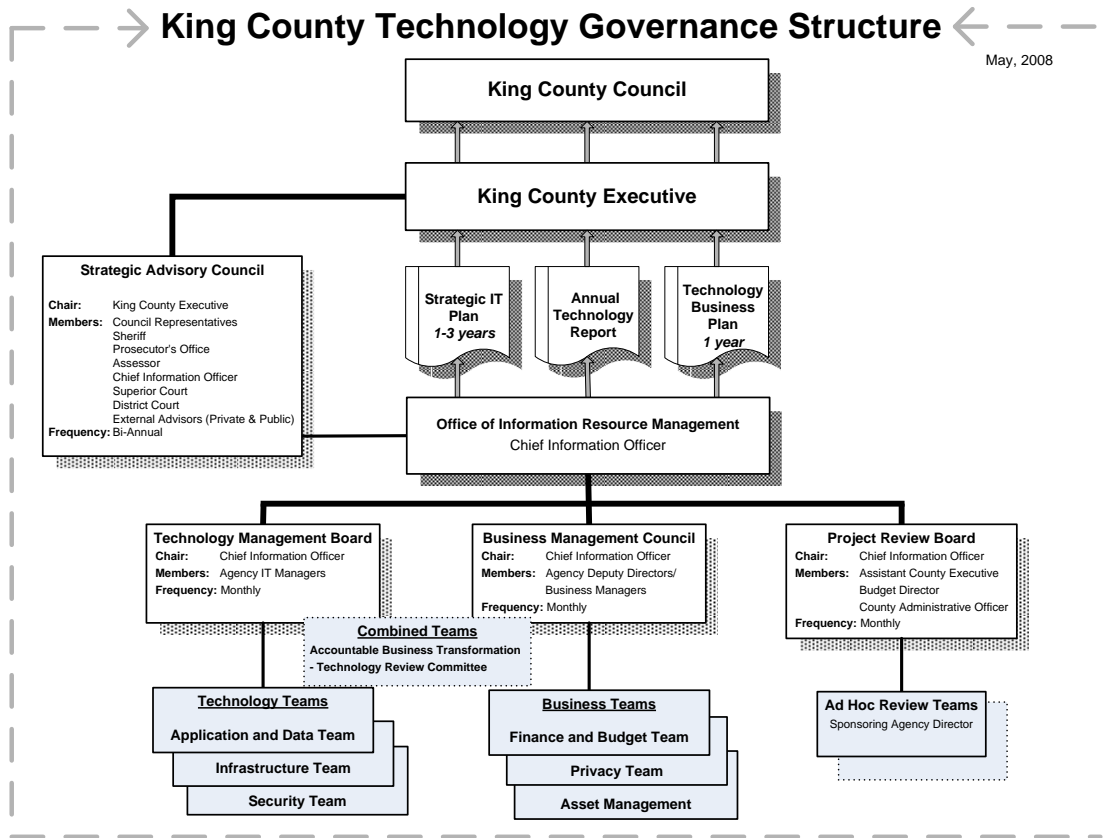 King County Technology Governance Structure
May, 2008
King County Council
King County Executive
Strategic Advisory Council
Chair: King County Executive
Members: Council Representatives
Sheriff
Prosecutor's Office
Assessor
Chief Information Officer
Superior Court
District Court
External Advisors (Private & Public)
Frequency: Bi-Annual
Strategic IT
Plan
1-3 years
Annual
Technology
Report
Technology
Business
Plan
1 year
Office of Information Resource Management
Chief Information Officer
Technology Management Board
Chair: Chief Information Officer
Members: Agency IT Managers
Frequency: Monthly
Business Management Council
Chair: Chief Information Officer
Members: Agency Deputy Directors/
Business Managers
Frequency: Monthly
Project Review Board
Chair: Chief Information Officer
Members: Assistant County Executive
Budget Director
County Administrative Officer
Frequency: Monthly
Combined Teams
Accountable Business Transformation
- Technology Review Committee
Technology Teams
Application and Data Team
Infrastructure Team
Security Team
Business Teams
Finance and Budget Team
Privacy Team
Asset Management
Ad Hoc Review Teams
Sponsoring Agency Director